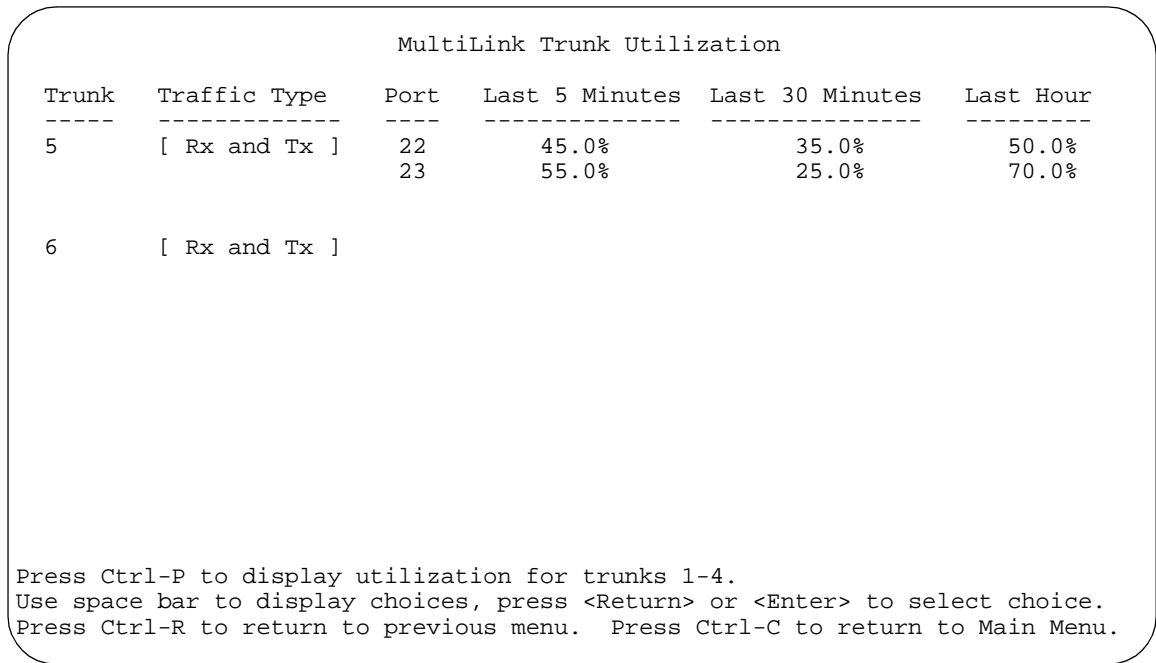 MultiLink Trunk Utilization
Trunk Traffic Type Port Last 5 Minutes Last 30 Minutes Last Hour
----- ------------- ---- -------------- --------------- ---------
5 [ Rx and Tx ] 22 45.0% 35.0% 50.0%
23 55.0% 25.0% 70.0%
6 [ Rx and Tx ]
Press Ctrl-P to display utilization for trunks 1-4.
Use space bar to display choices, press <Return> or <Enter> to select choice.
Press Ctrl-R to return to previous menu. Press Ctrl-C to return to Main Menu.